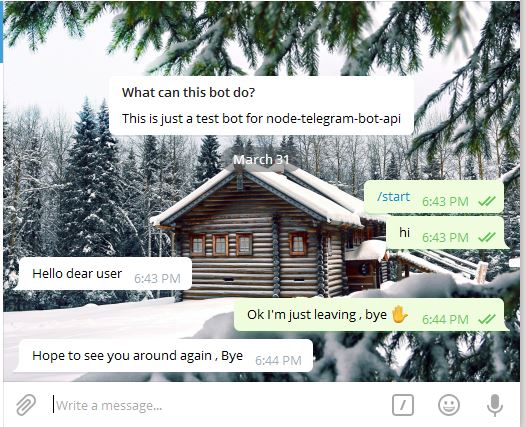 What can this bot do?
This is just a test bot for node-telegram-bot-api
March 31
/start 6:43 PM
hi 6:43 PM
Hello dear user 6:43 PM
Ok I'm just leaving , bye ✋ 6:44 PM
Hope to see you around again , Bye 6:44 PM
Write a message...